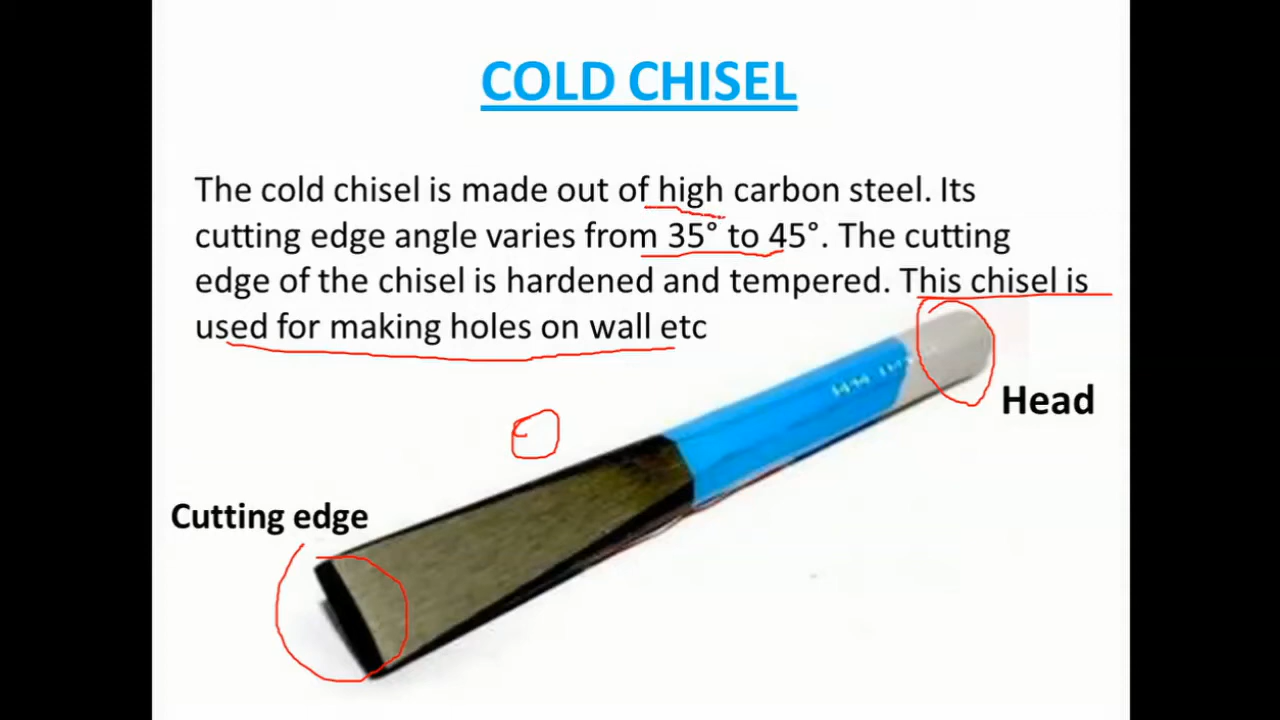 COLD CHISEL
The cold chisel is made out of high carbon steel. Its
cutting edge angle varies from 35° to 45°. The cutting
edge of the chisel is hardened and tempered. This chisel is
used for making holes on wall etc
Head
Cutting edge